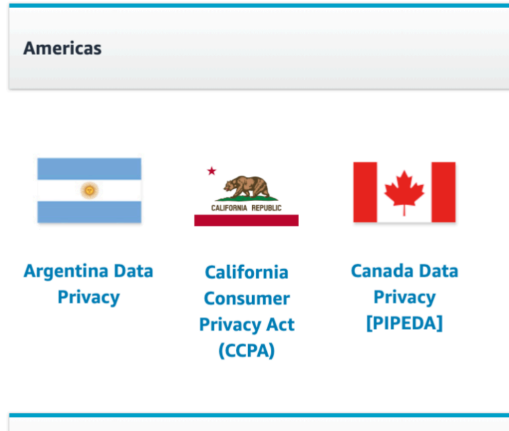 Americas
CALIFORNIA REPUBLIC
Argentina Data
Privacy
California
Consumer
Privacy Act
(CCPA)
Canada Data
Privacy
[PIPEDA]